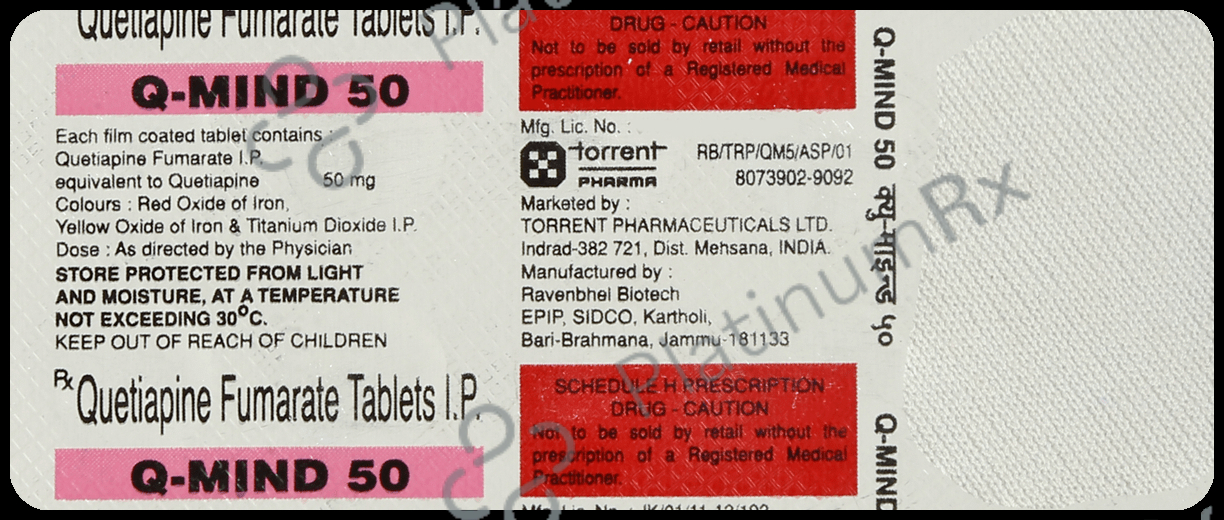 Quetiapine Fumarate Tablets I.P.
Q-MIND 50
Each film coated tablet contains :
Quetiapine Fumarate I.P.
equivalent to Quetiapine 50 mg
Colours : Red Oxide of Iron,
Yellow Oxide of Iron & Titanium Dioxide I.P.
Dose : As directed by the Physician
STORE PROTECTED FROM LIGHT
AND MOISTURE, AT A TEMPERATURE
NOT EXCEEDING 30°C.
KEEP OUT OF REACH OF CHILDREN
Rx Quetiapine Fumarate Tablets I.P.
Q-MIND 50
DRUG - CAUTION
Not to be sold by retail without the
prescription of a Registered Medical
Practitioner.
Mfg. Lic. No. :
torrent
PHARMA
RB/TRP/QM5/ASP/01
8073902-9092
Marketed by :
TORRENT PHARMACEUTICALS LTD.
Indrad-382 721, Dist. Mehsana, INDIA.
Manufactured by :
Ravenbhel Biotech
EPIP, SIDCO, Kartholi,
Bari-Brahmana, Jammu-181133
SCHEDULE H PRESCRIPTION
DRUG - CAUTION
Not to be sold by retail without the
prescription of a Registered Medical
Practitioner.
Mfg. Lic. No. :
Q-MIND 50 क्यु-माइन्ड ५०
Q-MIND
PlatinumRx